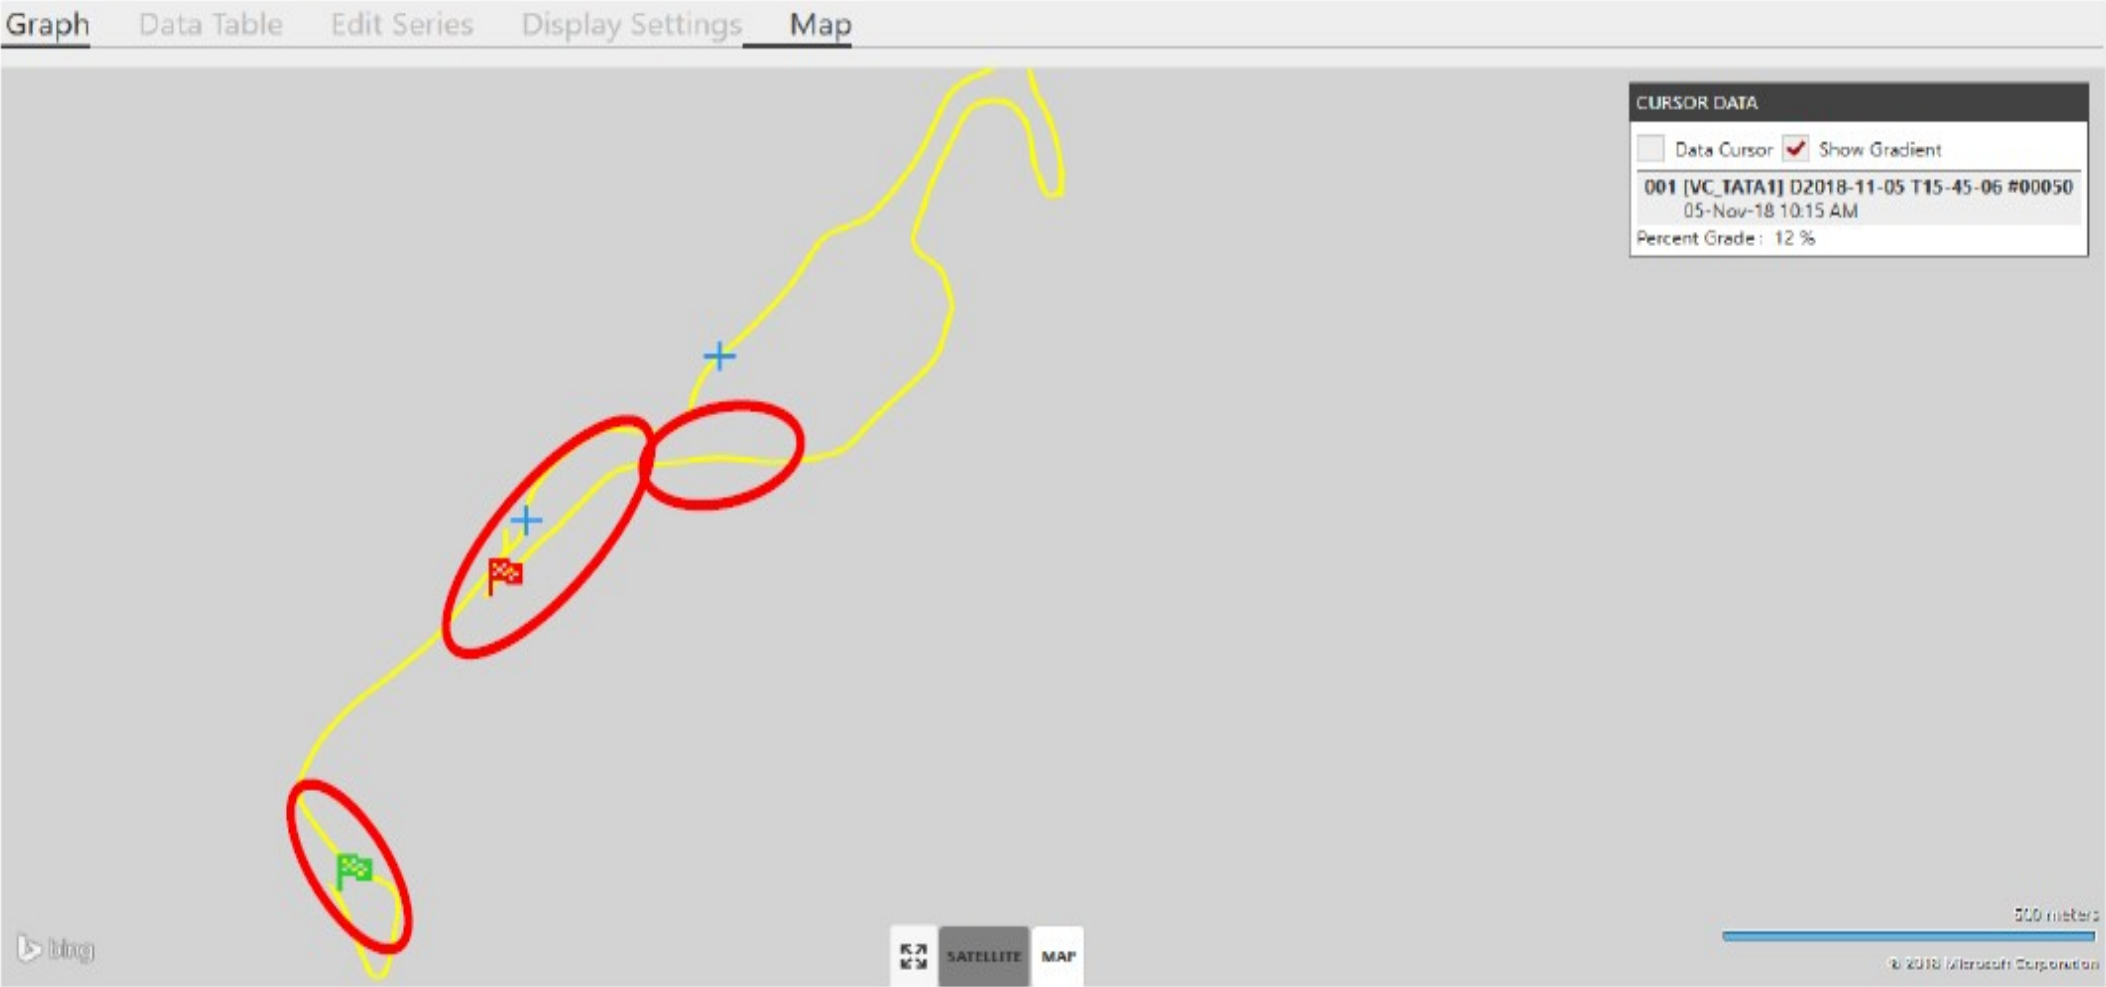 Graph Data Table Edit Series Display Settings Map
CURSOR DATA
Data Cursor Show Gradient
001 [VC_TATA1] D2018-11-05 T15-45-06 #00050
05-Nov-18 10:15 AM
Percent Grade : 12 %
500 meters
bing
SATELLITE MAP
© 2018 Microsoft Corporation